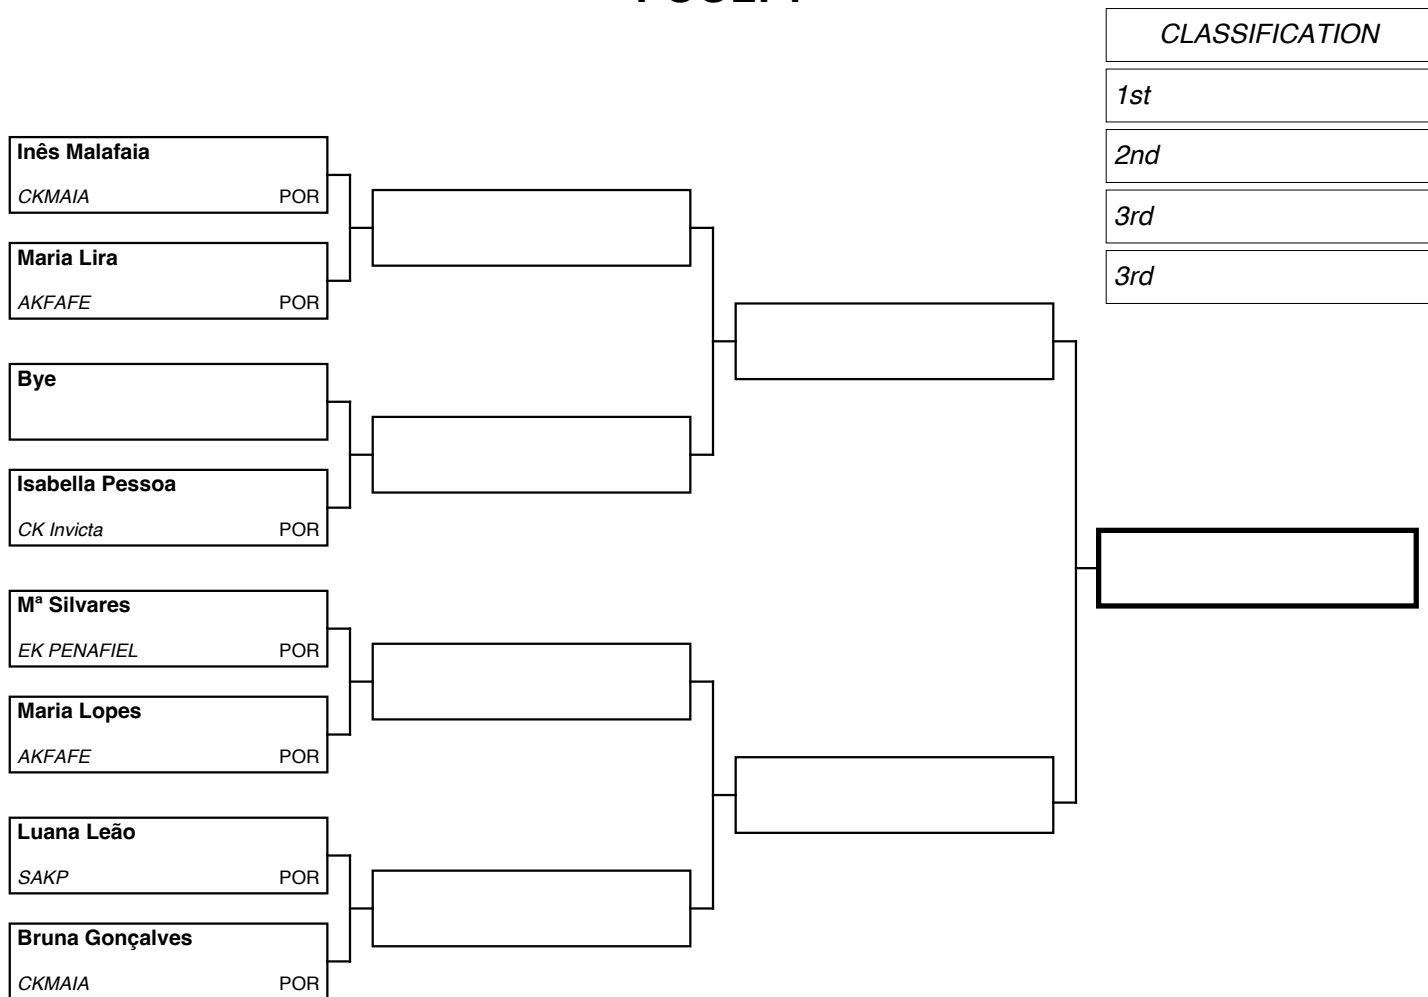 CLASSIFICATION
1st
2nd
3rd
3rd
Inês Malafaia
CKMAIA POR
Maria Lira
AKFAFE POR
Bye
Isabella Pessoa
CK Invicta POR
Mª Silvares
EK PENAFIEL POR
Maria Lopes
AKFAFE POR
Luana Leão
SAKP POR
Bruna Gonçalves
CKMAIA POR